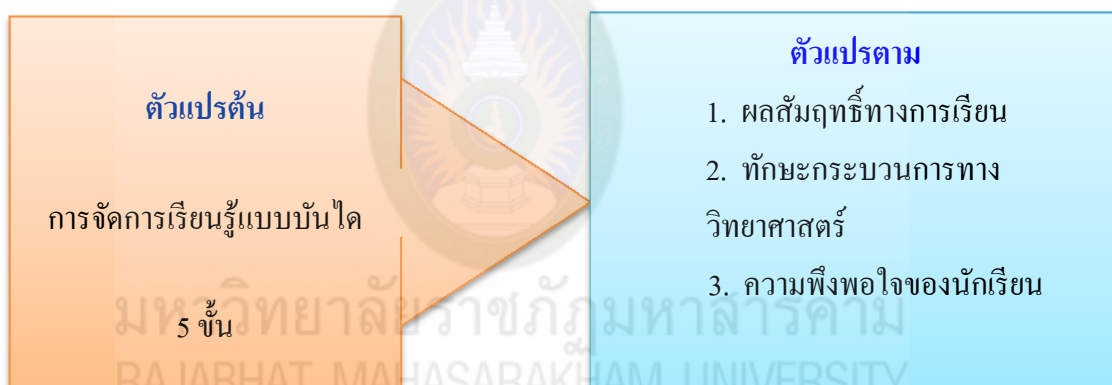 ตัวแปรต้น
การจัดการเรียนรู้แบบบันได
5 ขั้น
ตัวแปรตาม
1. ผลสัมฤทธิ์ทางการเรียน
2. ทักษะกระบวนการทาง
วิทยาศาสตร์
3. ความพึงพอใจของนักเรียน
มหาวิทยาลัยราชภัฏมหาสารคาม
RAJABHAT MAHASARAKHAM UNIVERSITY